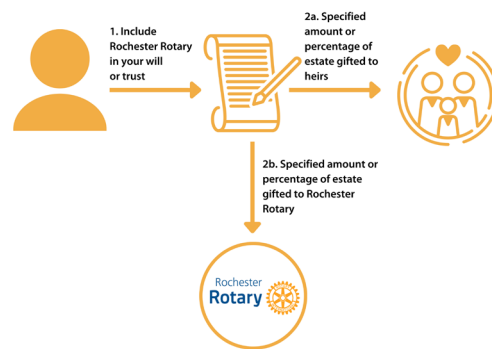 1. Include
Rochester Rotary
in your will
or trust
2a. Specified
amount or
percentage of
estate gifted to
heirs
2b. Specified amount or
percentage of estate
gifted to Rochester
Rotary
Rochester
Rotary